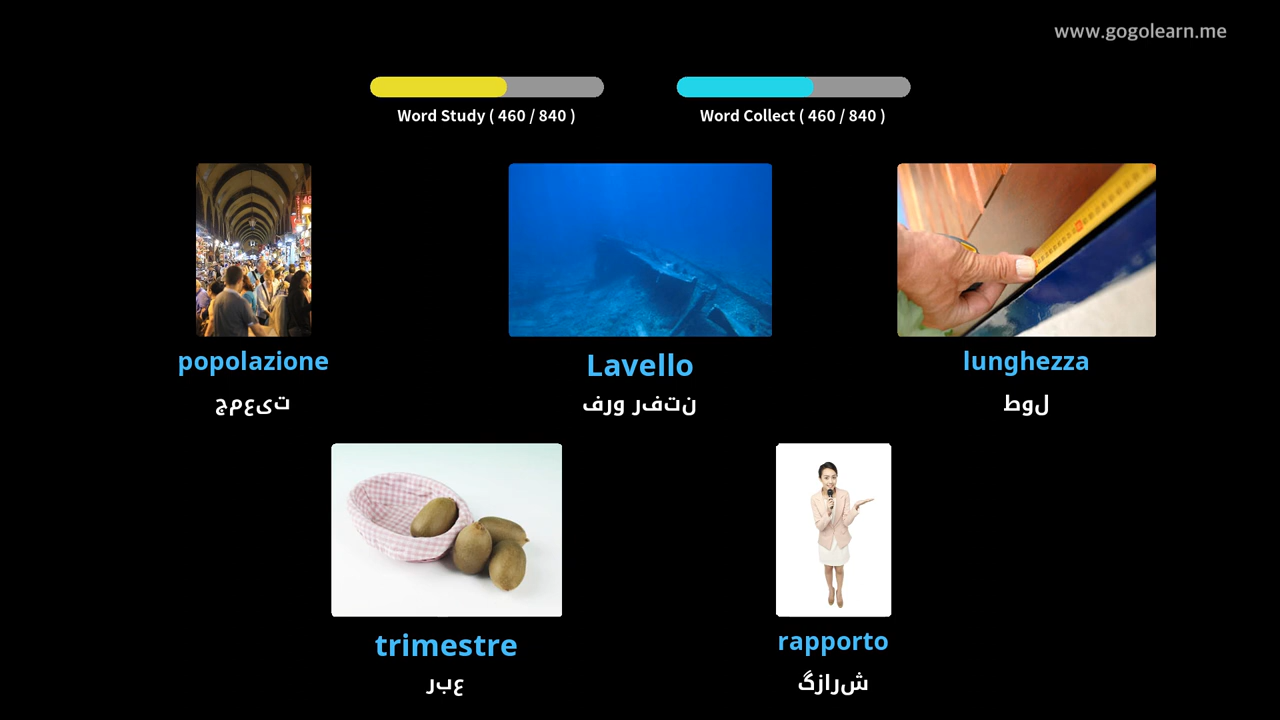 www.gogolearn.me
Word Study ( 460 / 840 )
Word Collect ( 460 / 840 )
popolazione
تیعمج
Lavello
نتفر ورف
lunghezza
لوط
trimestre
عبر
rapporto
شرازگ